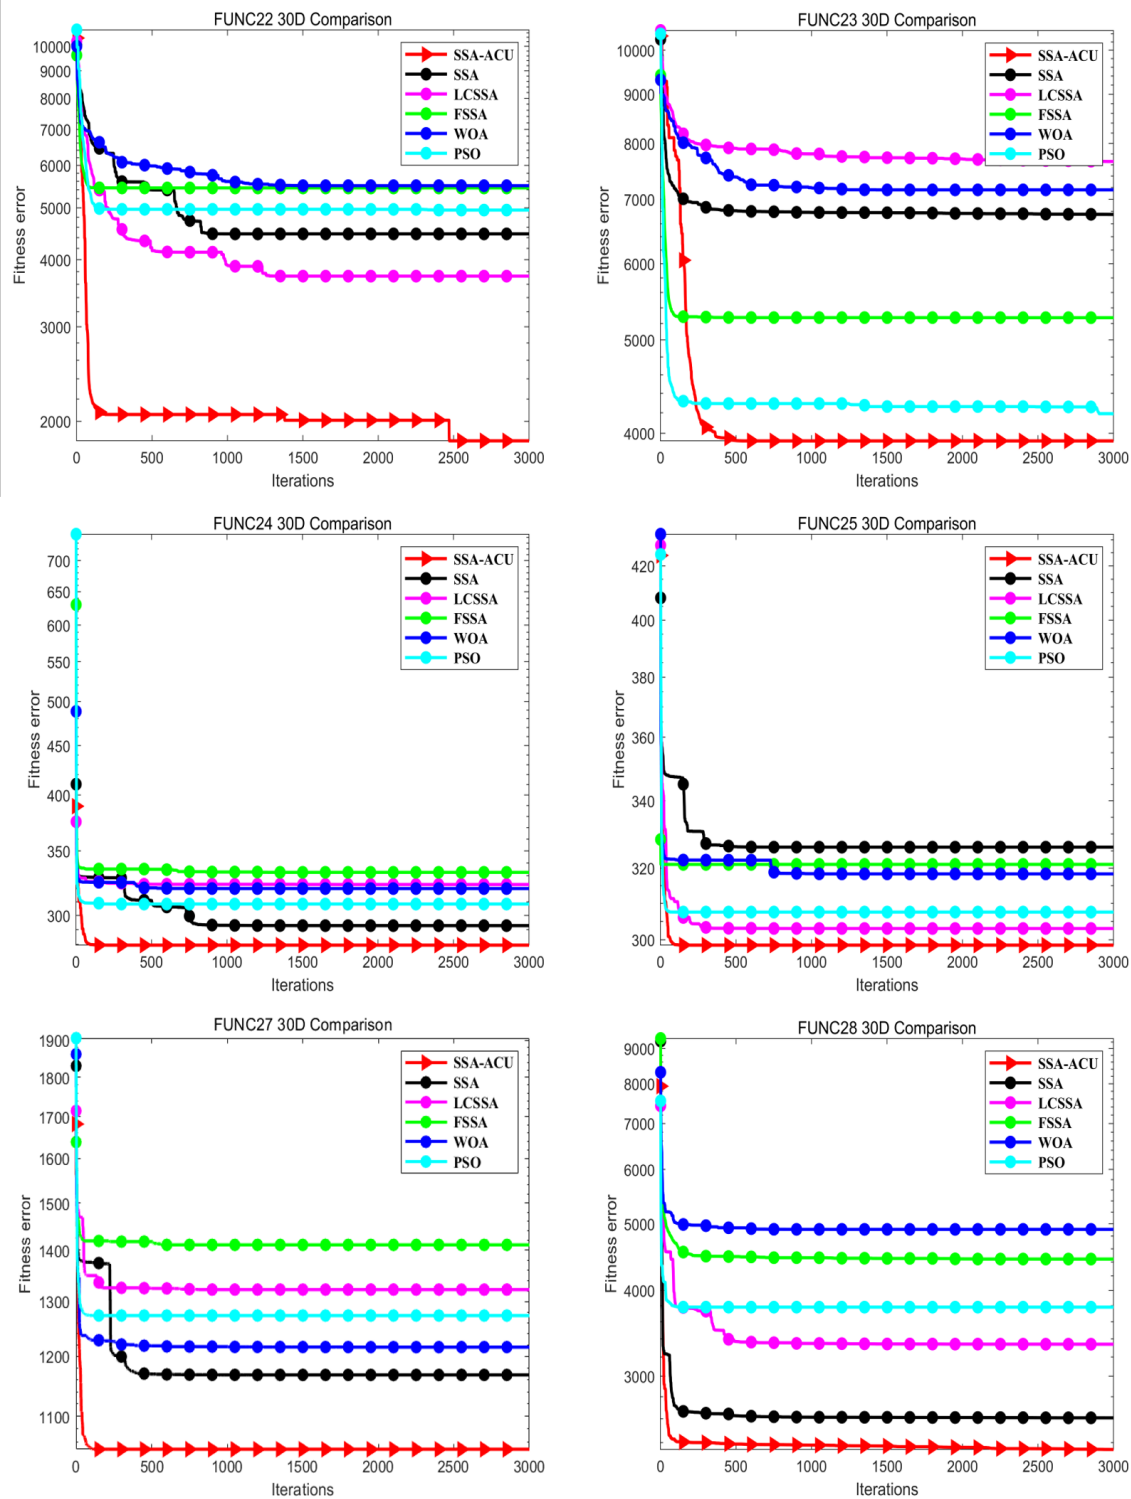 FUNC22 30D Comparison
10000
9000
8000
7000
6000
5000
4000
3000
2000
Fitness error
SSA-ACU
SSA
LCSSA
FSSA
WOA
PSO
0 500 1000 1500 2000 2500 3000
Iterations
FUNC23 30D Comparison
10000
9000
8000
7000
6000
5000
4000
Fitness error
SSA-ACU
SSA
LCSSA
FSSA
WOA
PSO
0 500 1000 1500 2000 2500 3000
Iterations
FUNC24 30D Comparison
700
650
600
550
500
450
400
350
300
Fitness error
SSA-ACU
SSA
LCSSA
FSSA
WOA
PSO
0 500 1000 1500 2000 2500 3000
Iterations
FUNC25 30D Comparison
420
400
380
360
340
320
300
Fitness error
SSA-ACU
SSA
LCSSA
FSSA
WOA
PSO
0 500 1000 1500 2000 2500 3000
Iterations
FUNC27 30D Comparison
1900
1800
1700
1600
1500
1400
1300
1200
1100
Fitness error
SSA-ACU
SSA
LCSSA
FSSA
WOA
PSO
0 500 1000 1500 2000 2500 3000
Iterations
FUNC28 30D Comparison
9000
8000
7000
6000
5000
4000
3000
Fitness error
SSA-ACU
SSA
LCSSA
FSSA
WOA
PSO
0 500 1000 1500 2000 2500 3000
Iterations